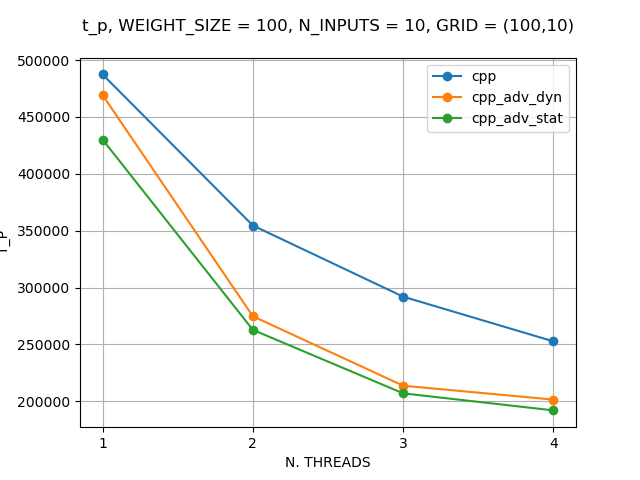 t_p, WEIGHT_SIZE = 100, N_INPUTS = 10, GRID = (100,10)
cpp
cpp_adv_dyn
cpp_adv_stat
500000
450000
400000
350000
300000
250000
200000
1 2 3 4
N. THREADS